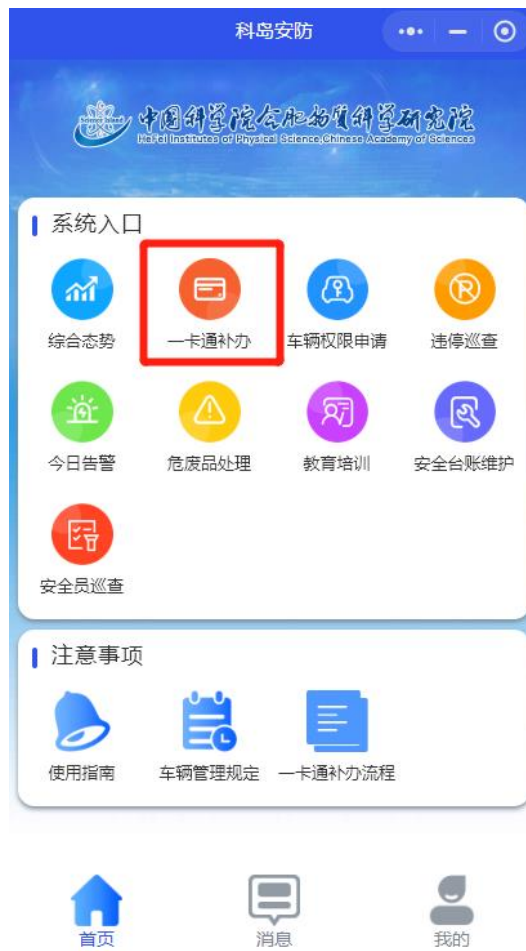 科岛安防
Science Island
中国科学院合肥物质科学研究院
HeFei Institutes of Physical Science,Chinese Academy of Sciences
系统入口
综合态势 一卡通补办 车辆权限申请 违停巡查
今日告警 危废品处理 教育培训 安全台账维护
安全员巡查
注意事项
使用指南 车辆管理规定 一卡通补办流程
首页 消息 我的